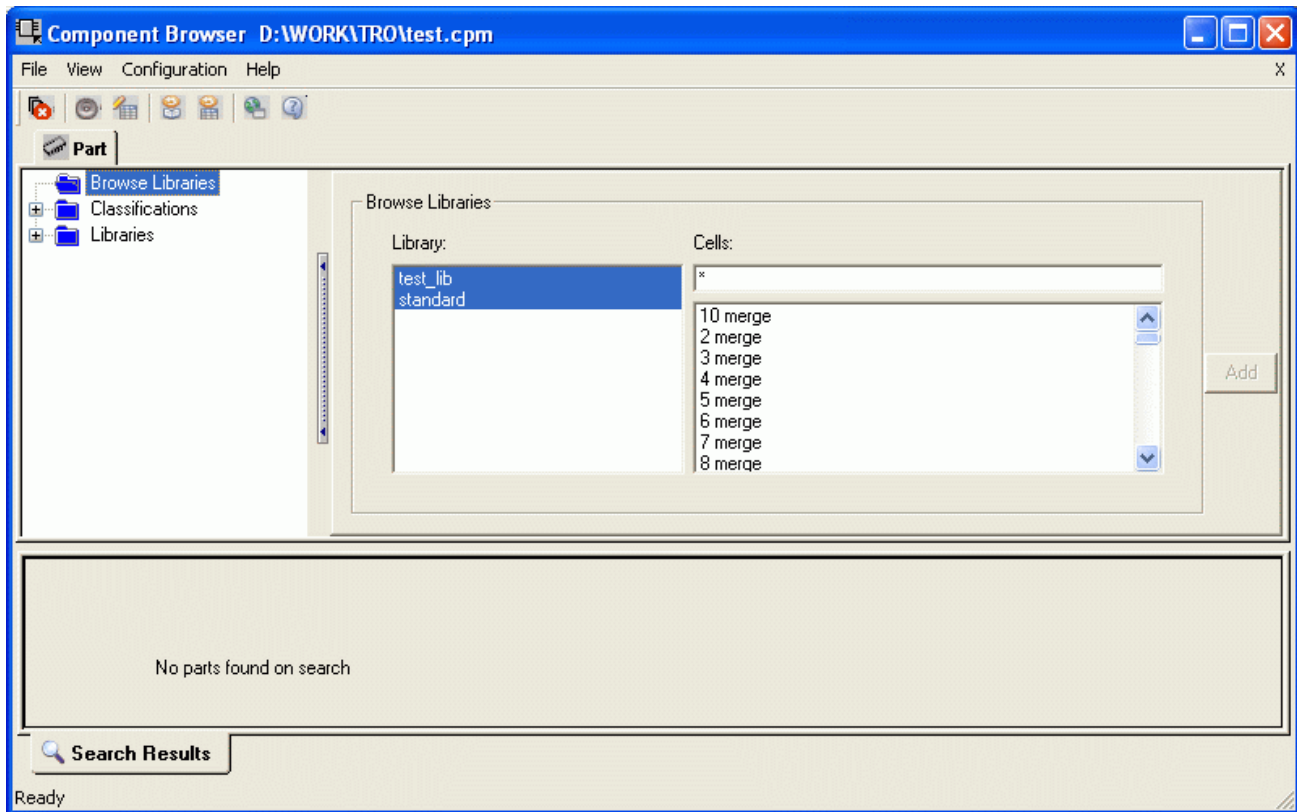 Component Browser D:\WORK\TRO\test.cpm
File View Configuration Help X
Part
Browse Libraries
Classifications
Libraries
Browse Libraries
Library:
test_lib
standard
Cells:
*
10 merge
2 merge
3 merge
4 merge
5 merge
6 merge
7 merge
8 merge
Add
No parts found on search
Search Results
Ready